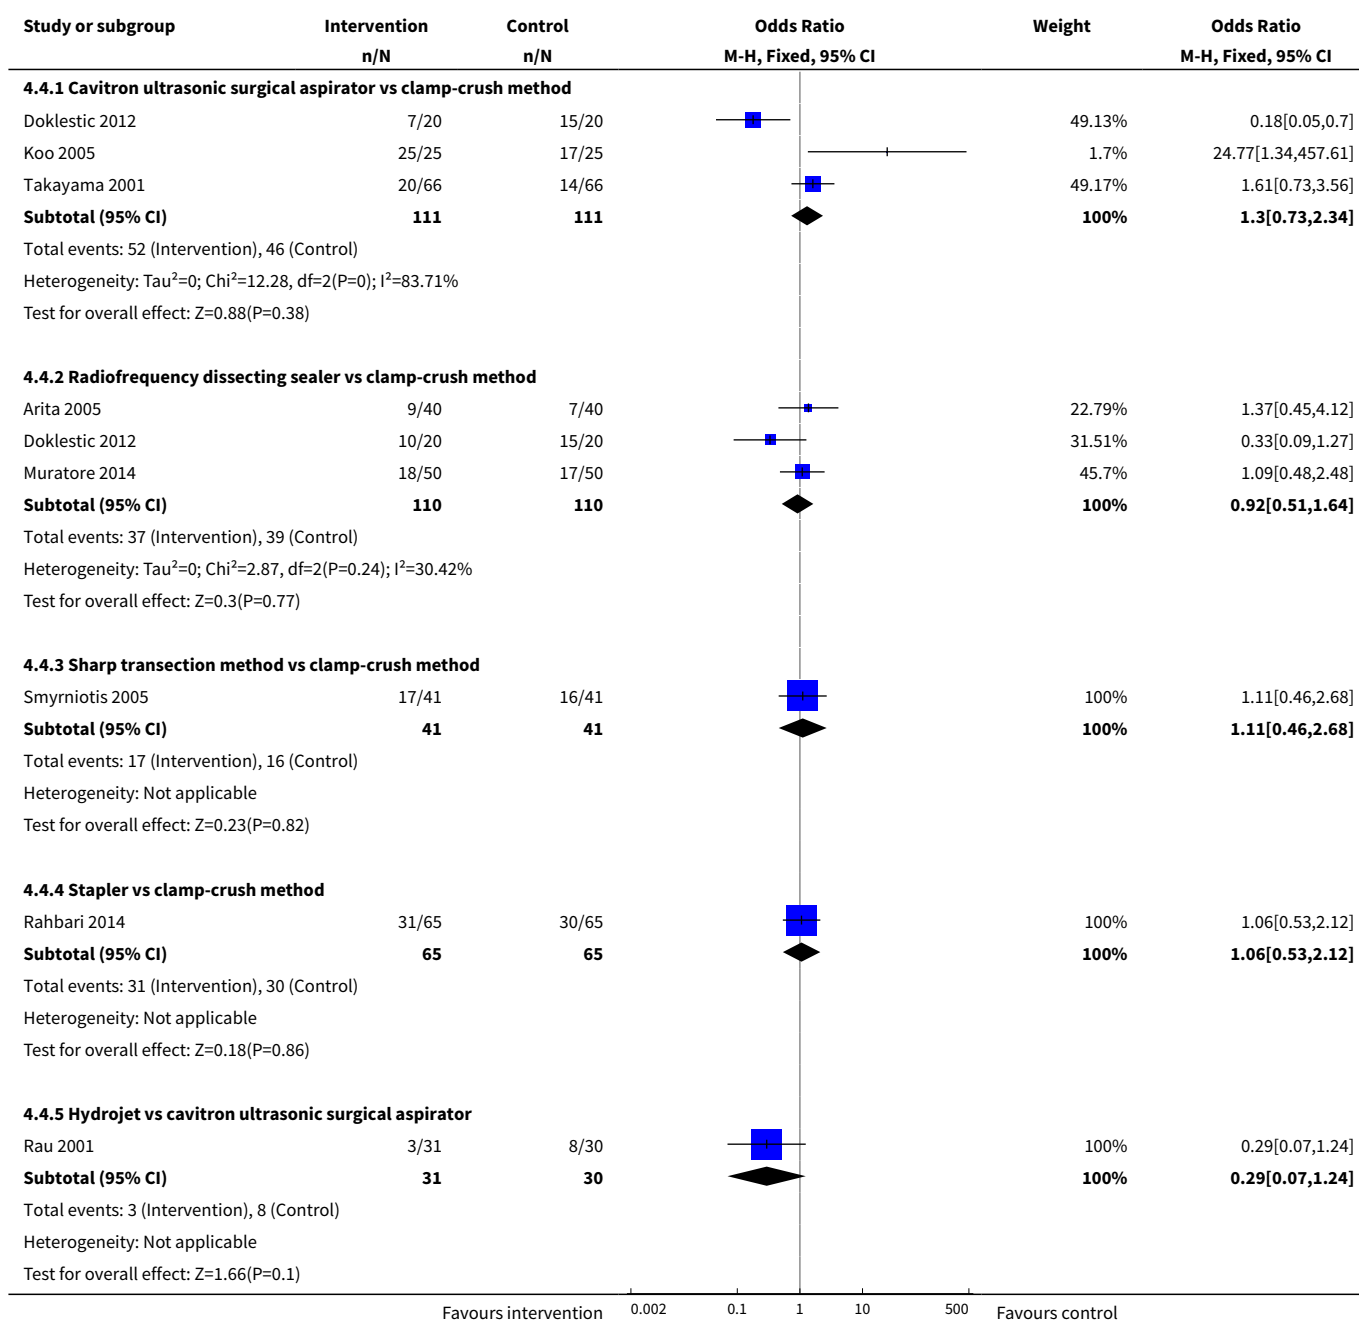 Study or subgroup Intervention Control Odds Ratio Weight Odds Ratio
n/N n/N M-H, Fixed, 95% CI M-H, Fixed, 95% CI
4.4.1 Cavitron ultrasonic surgical aspirator vs clamp-crush method
Doklestic 2012 7/20 15/20 49.13% 0.18[0.05,0.7]
Koo 2005 25/25 17/25 1.7% 24.77[1.34,457.61]
Takayama 2001 20/66 14/66 49.17% 1.61[0.73,3.56]
Subtotal (95% CI) 111 111 100% 1.3[0.73,2.34]
Total events: 52 (Intervention), 46 (Control)
Heterogeneity: Tau²=0; Chi²=12.28, df=2(P=0); I²=83.71%
Test for overall effect: Z=0.88(P=0.38)
4.4.2 Radiofrequency dissecting sealer vs clamp-crush method
Arita 2005 9/40 7/40 22.79% 1.37[0.45,4.12]
Doklestic 2012 10/20 15/20 31.51% 0.33[0.09,1.27]
Muratore 2014 18/50 17/50 45.7% 1.09[0.48,2.48]
Subtotal (95% CI) 110 110 100% 0.92[0.51,1.64]
Total events: 37 (Intervention), 39 (Control)
Heterogeneity: Tau²=0; Chi²=2.87, df=2(P=0.24); I²=30.42%
Test for overall effect: Z=0.3(P=0.77)
4.4.3 Sharp transection method vs clamp-crush method
Smyrniotis 2005 17/41 16/41 100% 1.11[0.46,2.68]
Subtotal (95% CI) 41 41 100% 1.11[0.46,2.68]
Total events: 17 (Intervention), 16 (Control)
Heterogeneity: Not applicable
Test for overall effect: Z=0.23(P=0.82)
4.4.4 Stapler vs clamp-crush method
Rahbari 2014 31/65 30/65 100% 1.06[0.53,2.12]
Subtotal (95% CI) 65 65 100% 1.06[0.53,2.12]
Total events: 31 (Intervention), 30 (Control)
Heterogeneity: Not applicable
Test for overall effect: Z=0.18(P=0.86)
4.4.5 Hydrojet vs cavitron ultrasonic surgical aspirator
Rau 2001 3/31 8/30 100% 0.29[0.07,1.24]
Subtotal (95% CI) 31 30 100% 0.29[0.07,1.24]
Total events: 3 (Intervention), 8 (Control)
Heterogeneity: Not applicable
Test for overall effect: Z=1.66(P=0.1)
Favours intervention 0.002 0.1 1 10 500 Favours control